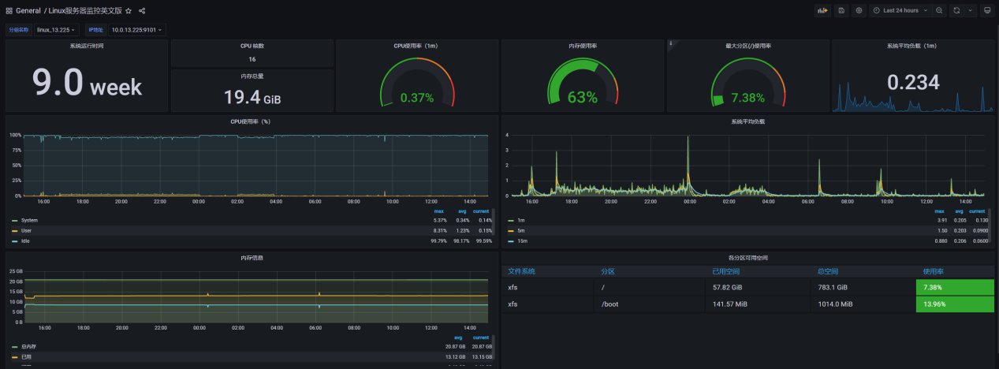 General / Linux服务器监控英文版
Last 24 hours
分组名称 linux_13.225 IP地址 10.0.13.225:9101
系统运行时间
9.0 week
CPU 核数
16
内存总量
19.4 GiB
CPU使用率（1m）
0.37%
内存使用率
63%
i
最大分区(/)使用率
7.38%
系统平均负载（1m）
0.234
CPU使用率（%）
100%
75%
50%
25%
0%
16:00 18:00 20:00 22:00 00:00 02:00 04:00 06:00 08:00 10:00 12:00 14:00
max avg current
System 5.37% 0.34% 0.14%
User 8.31% 1.23% 0.15%
Idle 99.79% 98.17% 99.59%
系统平均负载
4
3
2
1
0
16:00 18:00 20:00 22:00 00:00 02:00 04:00 06:00 08:00 10:00 12:00 14:00
max avg current
1m 3.91 0.205 0.130
5m 1.50 0.203 0.0900
15m 0.880 0.206 0.0600
内存信息
25 GB
20 GB
15 GB
10 GB
5 GB
0 B
16:00 18:00 20:00 22:00 00:00 02:00 04:00 06:00 08:00 10:00 12:00 14:00
avg current
总内存 20.87 GB 20.87 GB
已用 13.12 GB 13.15 GB
各分区可用空间
文件系统 分区 已用空间 总空间 使用率
xfs / 57.82 GiB 783.1 GiB 7.38%
xfs /boot 141.57 MiB 1014.0 MiB 13.96%